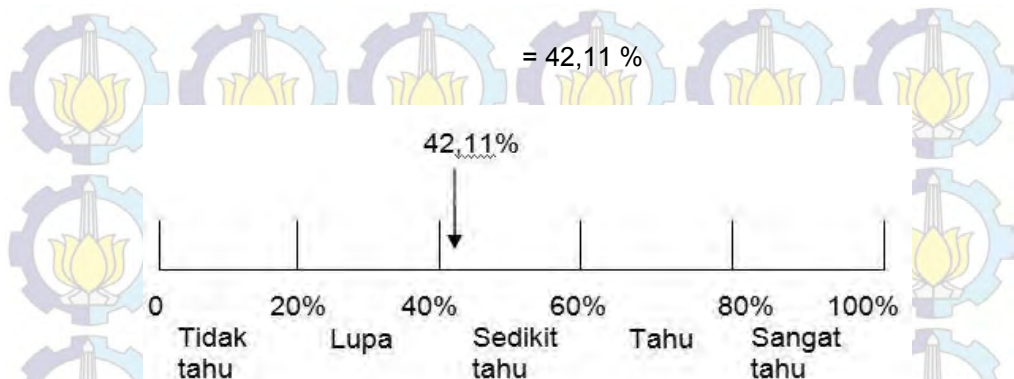 = 42,11 %
42,11%
0 20% 40% 60% 80% 100%
Tidak Lupa Sedikit Tahu Sangat
tahu tahu tahu